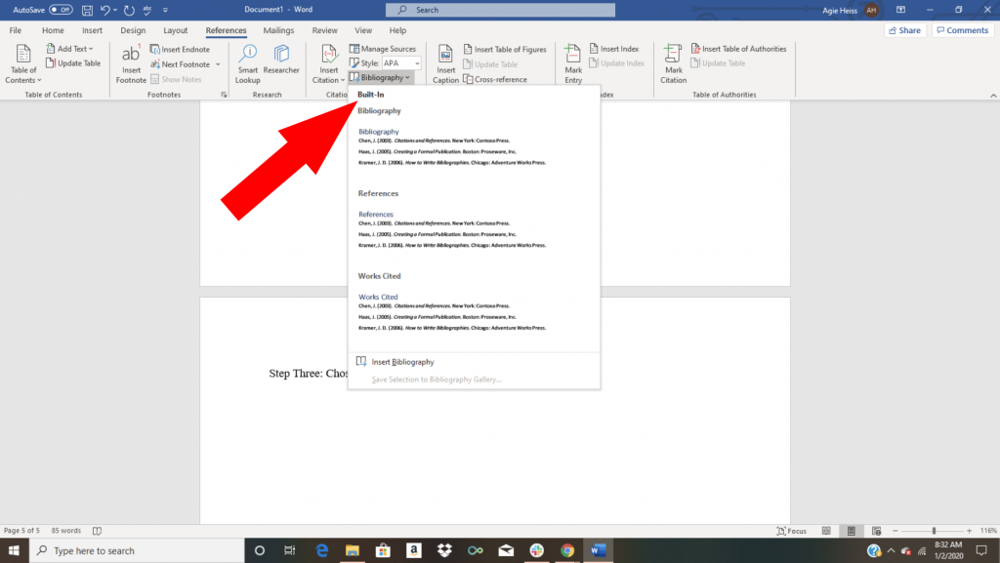 AutoSave Off Document1 - Word Search Agie Heiss AH
File Home Insert Design Layout References Mailings Review View Help Share Comments
Table of
Contents
Add Text
Update Table
Table of Contents
ab
Insert
Footnote
Insert Endnote
Next Footnote
Show Notes
Footnotes
Smart
Lookup
Researcher
Research
Insert
Citation
Manage Sources
Style: APA
Bibliography
Citatio
Insert
Caption
Insert Table of Figures
Update Table
Cross-reference
Mark
Entry
Insert Index
Update Index
dex
Mark
Citation
Insert Table of Authorities
Update Table
Table of Authorities
Built-In
Bibliography
Bibliography
Chen, J. (2003). Citations and References. New York: Contoso Press.
Haas, J. (2005). Creating a Formal Publication. Boston: Proseware, Inc.
Kramer, J. D. (2006). How to Write Bibliographies. Chicago: Adventure Works Press.
References
References
Chen, J. (2003). Citations and References. New York: Contoso Press.
Haas, J. (2005). Creating a Formal Publication. Boston: Proseware, Inc.
Kramer, J. D. (2006). How to Write Bibliographies. Chicago: Adventure Works Press.
Works Cited
Works Cited
Chen, J. (2003). Citations and References. New York: Contoso Press.
Haas, J. (2005). Creating a Formal Publication. Boston: Proseware, Inc.
Kramer, J. D. (2006). How to Write Bibliographies. Chicago: Adventure Works Press.
Insert Bibliography
Save Selection to Bibliography Gallery...
Step Three: Chos
Page 5 of 5 85 words Focus 116%
Type here to search
8:32 AM
1/2/2020